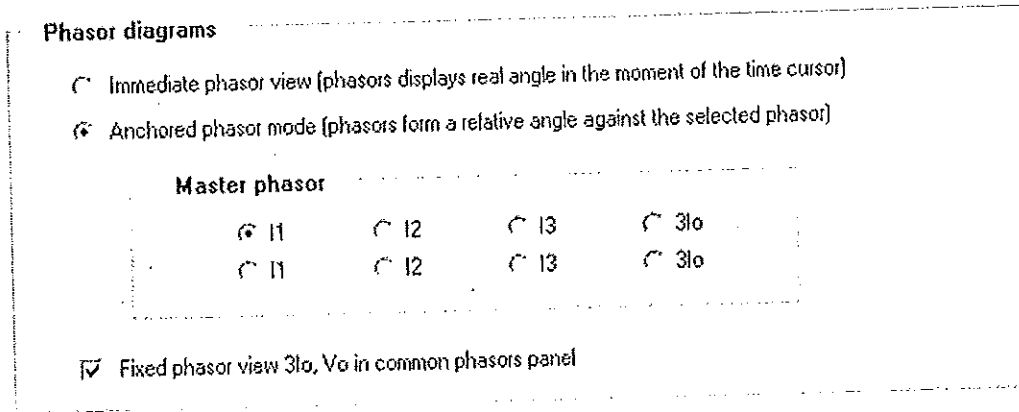 Phasor diagrams
Immediate phasor view (phasors displays real angle in the moment of the time cursor)
Anchored phasor mode (phasors form a relative angle against the selected phasor)
Master phasor
I1 I2 I3 3Io
I1 I2 I3 3Io
Fixed phasor view 3Io, Vo in common phasors panel